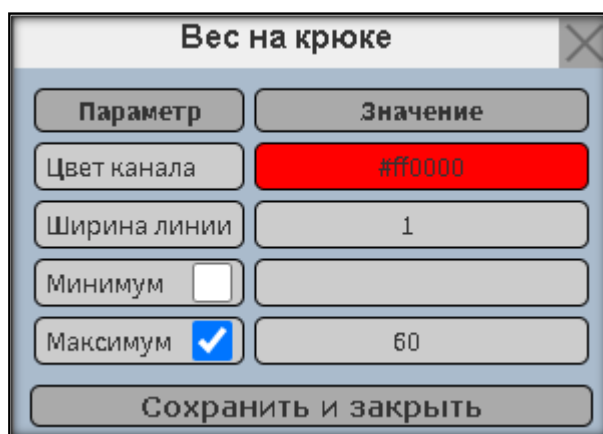 Вес на крюке
Параметр Значение
Цвет канала #ff0000
Ширина линии 1
Минимум
Максимум 60
Сохранить и закрыть